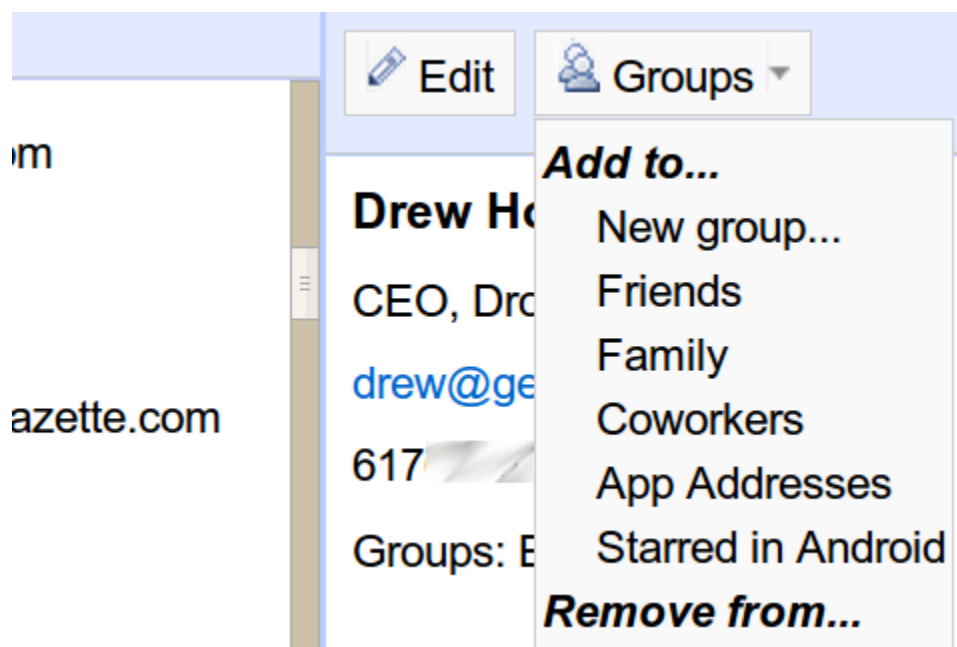 Edit
Groups
om
azette.com
Drew Ho
CEO, Dro
drew@ge
617
Groups: E
Add to...
New group...
Friends
Family
Coworkers
App Addresses
Starred in Android
Remove from...